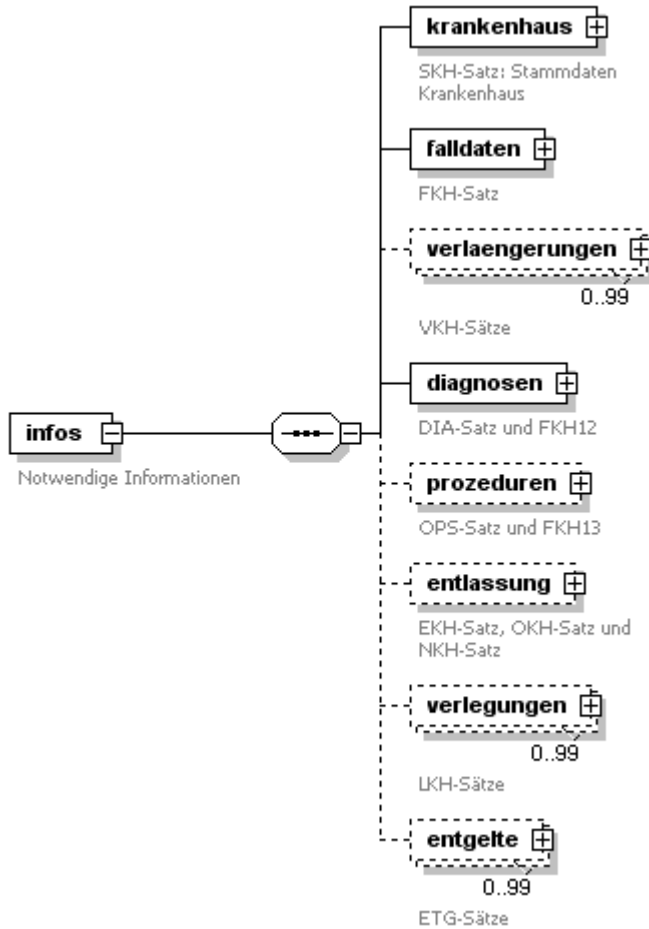 krankenhaus
SKH-Satz: Stammdaten
Krankenhaus
falldaten
FKH-Satz
verlaengerungen
0..99
VKH-Sätze
diagnosen
DIA-Satz und FKH12
infos
Notwendige Informationen
prozeduren
OPS-Satz und FKH13
entlassung
EKH-Satz, OKH-Satz und
NKH-Satz
verlegungen
0..99
LKH-Sätze
entgelte
0..99
ETG-Sätze